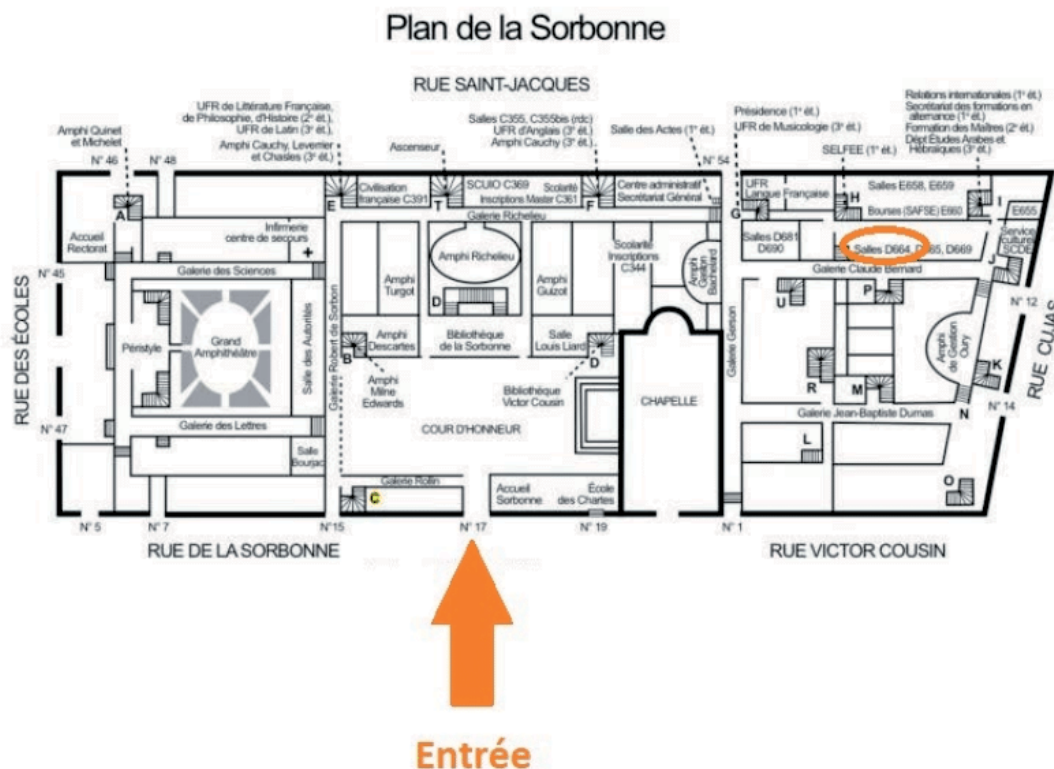 Plan de la Sorbonne
RUE SAINT-JACQUES
Amphi Quinet
et Michelet
UFR de Littérature Française,
de Philosophie, d'Histoire (2ᵉ ét.),
UFR de Latin (3ᵉ ét.),
Amphi Cauchy, Leverrier
et Chasles (3ᵉ ét.)
Ascenseur
Salles C355, C355bis (rdc)
UFR d'Anglais (3ᵉ ét.)
Amphi Cauchy (3ᵉ ét.)
Salle des Actes (1ᵉ ét.)
Présidence (1ᵉ ét.)
UFR de Musicologie (3ᵉ ét.)
SELFEE (1ᵉ ét.)
Relations internationales (1ᵉ ét.)
Secrétariat des formations en
alternance (1ᵉ ét.)
Formation des Maîtres (2ᵉ ét.)
Dépt Études Arabes et
Hébraïques (3ᵉ ét.)
N° 46
N° 48
N° 54
A
E
T
F
G
H
I
Civilisation
française C391
SCUIO C369
Scolarité
Inscriptions Master C361
Centre administratif
Secrétariat Général
UFR
Langue Française
Salles E658, E659
Bourses (SAFSE) E660
E655
Galerie Richelieu
Accueil
Rectorat
Infirmerie
centre de secours
+
Amphi Richelieu
Scolarité
Inscriptions
C344
Amphi
Gaston
Bachelard
Salles D681
D690
Salles D664, D665, D669
Service
culturel
SCDE
J
N° 45
Galerie des Sciences
Galerie Claude Bernard
Amphi
Turgot
D
Amphi
Guizot
U
P
N° 12
RUE DES ÉCOLES
Péristyle
Grand
Amphithéâtre
Salle des Autorités
Galerie Robert de Sorbon
B
Amphi
Descartes
Bibliothèque
de la Sorbonne
Salle
Louis Liard
D
Galerie Gerson
Amphi
de Gestion
Oury
RUE CUJAS
R
M
K
N
N° 14
Amphi
Milne
Edwards
Bibliothèque
Victor Cousin
CHAPELLE
Galerie Jean-Baptiste Dumas
N° 47
Galerie des Lettres
COUR D'HONNEUR
Salle
Bourjac
L
O
Galerie Rollin
C
Accueil
Sorbonne
École
des Chartes
N° 5
N° 7
N°15
N° 17
N° 19
N° 1
RUE DE LA SORBONNE
RUE VICTOR COUSIN
Entrée